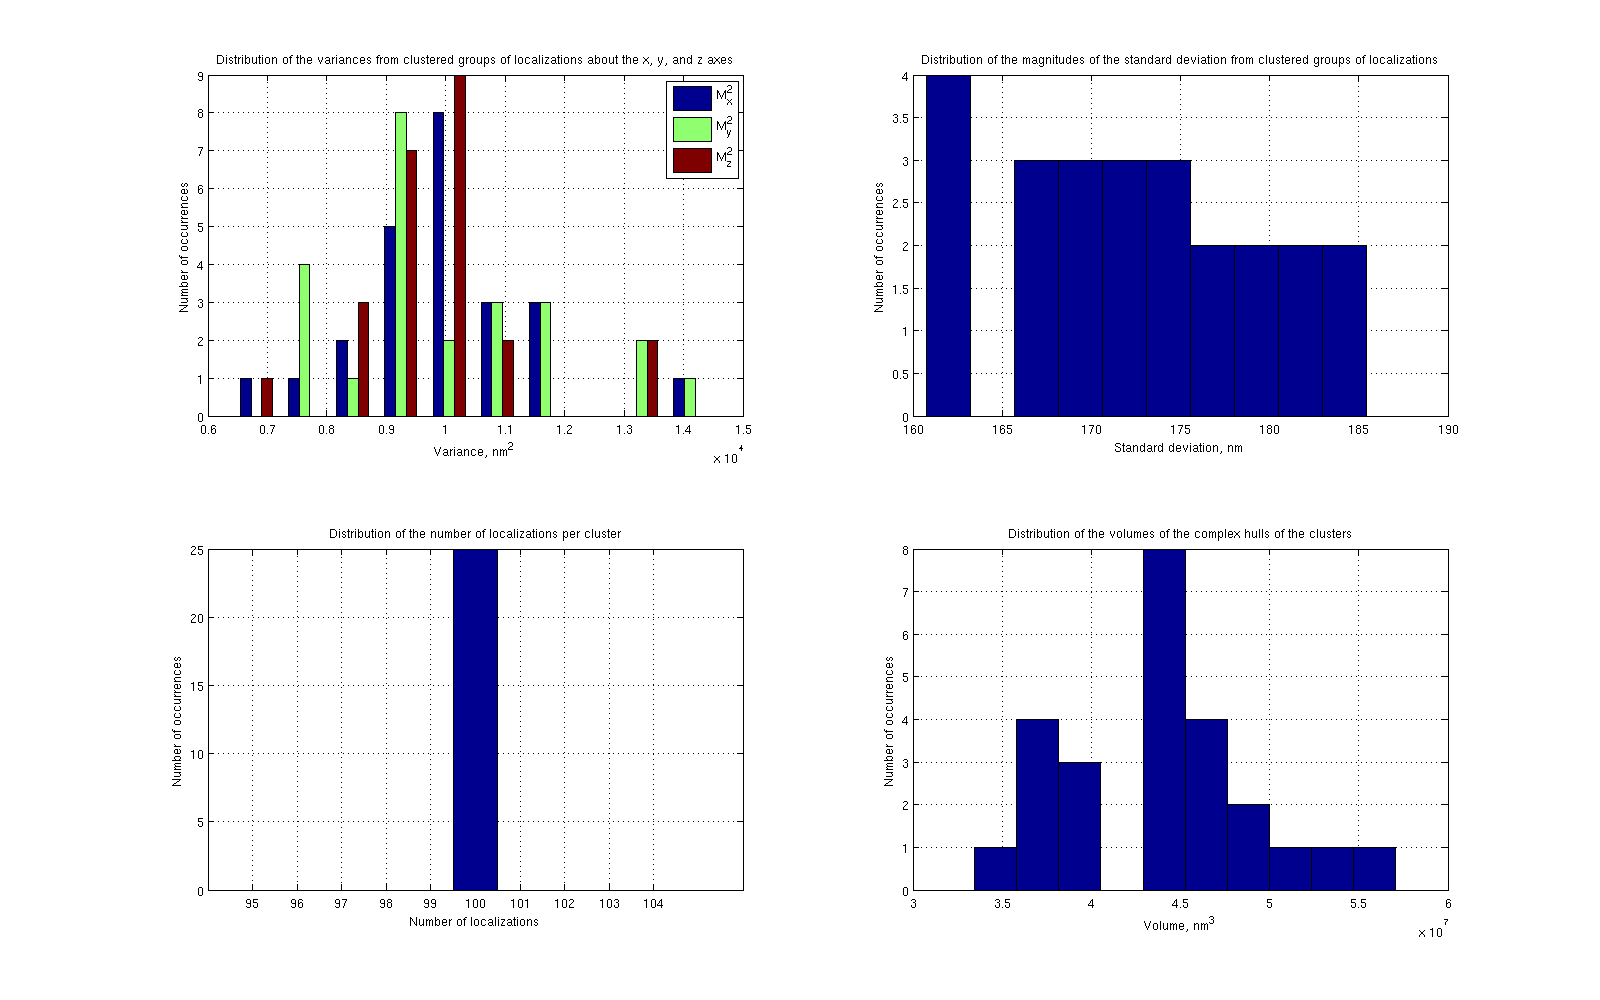 Distribution of the variances from clustered groups of localizations about the x, y, and z axes
9
8
7
6
5
4
3
2
1
0
Number of occurrences
M²x
M²y
M²z
0.6 0.7 0.8 0.9 1 1.1 1.2 1.3 1.4 1.5
Variance, nm²
x 10⁴
Distribution of the magnitudes of the standard deviation from clustered groups of localizations
4
3.5
3
2.5
2
1.5
1
0.5
0
Number of occurrences
160 165 170 175 180 185 190
Standard deviation, nm
Distribution of the number of localizations per cluster
25
20
15
10
5
0
Number of occurrences
95 96 97 98 99 100 101 102 103 104
Number of localizations
Distribution of the volumes of the complex hulls of the clusters
8
7
6
5
4
3
2
1
0
Number of occurrences
3 3.5 4 4.5 5 5.5 6
Volume, nm³
x 10⁷